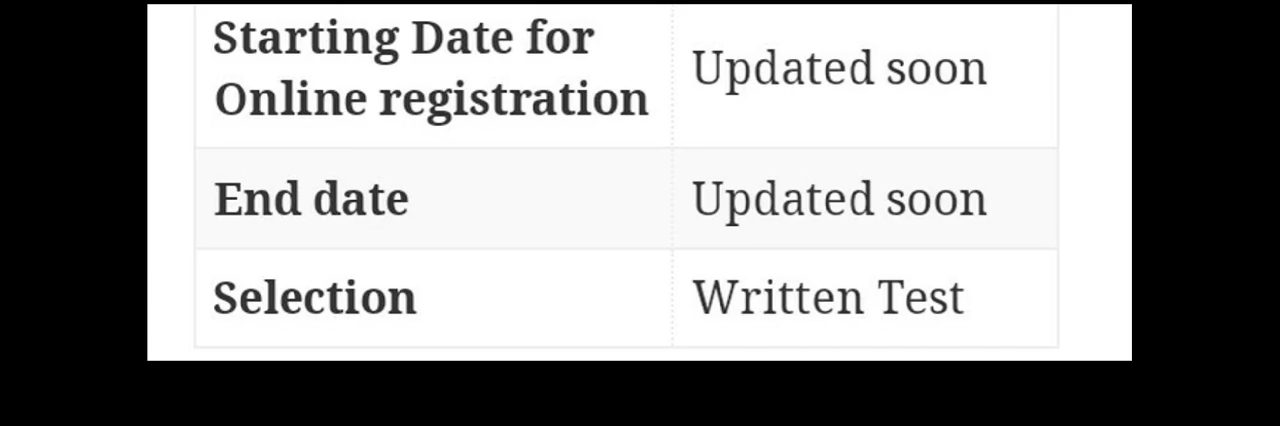 Starting Date for
Online registration
Updated soon
End date
Updated soon
Selection
Written Test